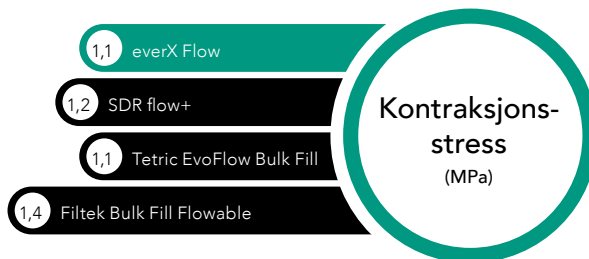 1,1 everX Flow
1,2 SDR flow+
1,1 Tetric EvoFlow Bulk Fill
1,4 Filtek Bulk Fill Flowable
Kontraksjons-
stress
(MPa)